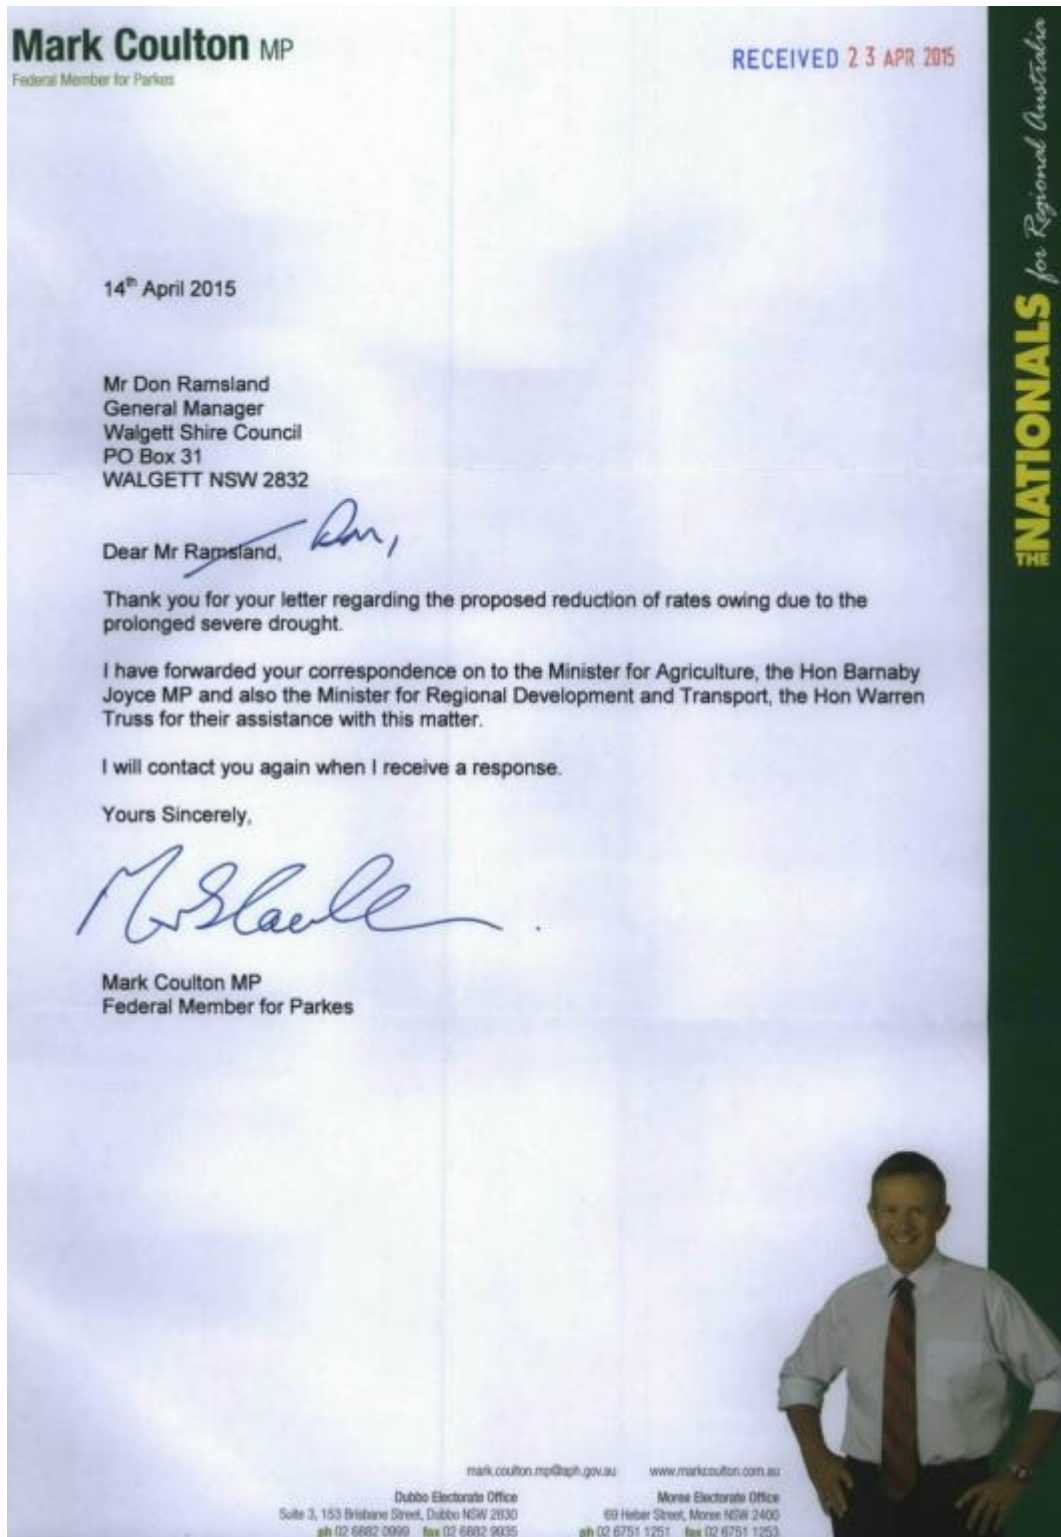 Mark Coulton MP
Federal Member for Parkes
RECEIVED 23 APR 2015
THE NATIONALS for Regional Australia
14th April 2015
Mr Don Ramsland
General Manager
Walgett Shire Council
PO Box 31
WALGETT NSW 2832
Dear Mr Ramsland, Don,
Thank you for your letter regarding the proposed reduction of rates owing due to the
prolonged severe drought.
I have forwarded your correspondence on to the Minister for Agriculture, the Hon Barnaby
Joyce MP and also the Minister for Regional Development and Transport, the Hon Warren
Truss for their assistance with this matter.
I will contact you again when I receive a response.
Yours Sincerely,
Mark Coulton MP
Federal Member for Parkes
mark.coulton.mp@aph.gov.au www.markcoulton.com.au
Dubbo Electorate Office Moree Electorate Office
Suite 3, 153 Brisbane Street, Dubbo NSW 2830 69 Heber Street, Moree NSW 2400
ph 02 6882 0999 fax 02 6882 9935 ph 02 6751 1251 fax 02 6751 1253